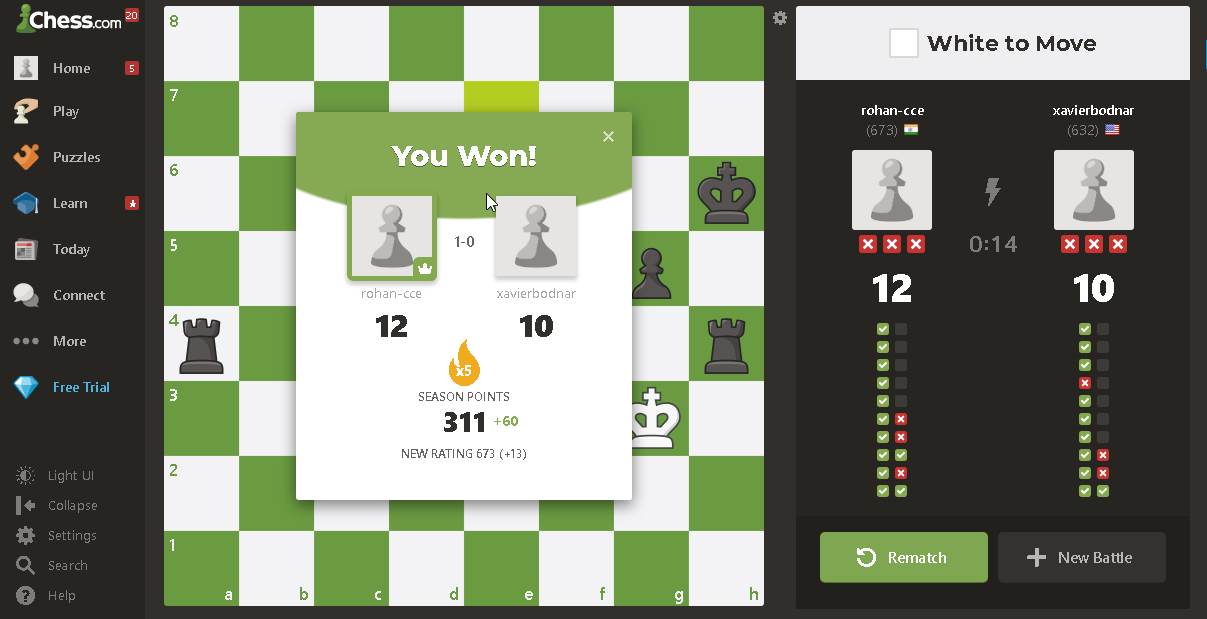 Chess.com 20
Home 5
Play
Puzzles
Learn
Today
Connect
More
Free Trial
Light UI
Collapse
Settings
Search
Help
8
7
6
5
4
3
2
1
a b c d e f g h
You Won!
×
1-0
rohan-cce xavierbodnar
12 10
x5
SEASON POINTS
311 +60
NEW RATING 673 (+13)
White to Move
rohan-cce xavierbodnar
(673) (632)
0:14
12 10
Rematch New Battle